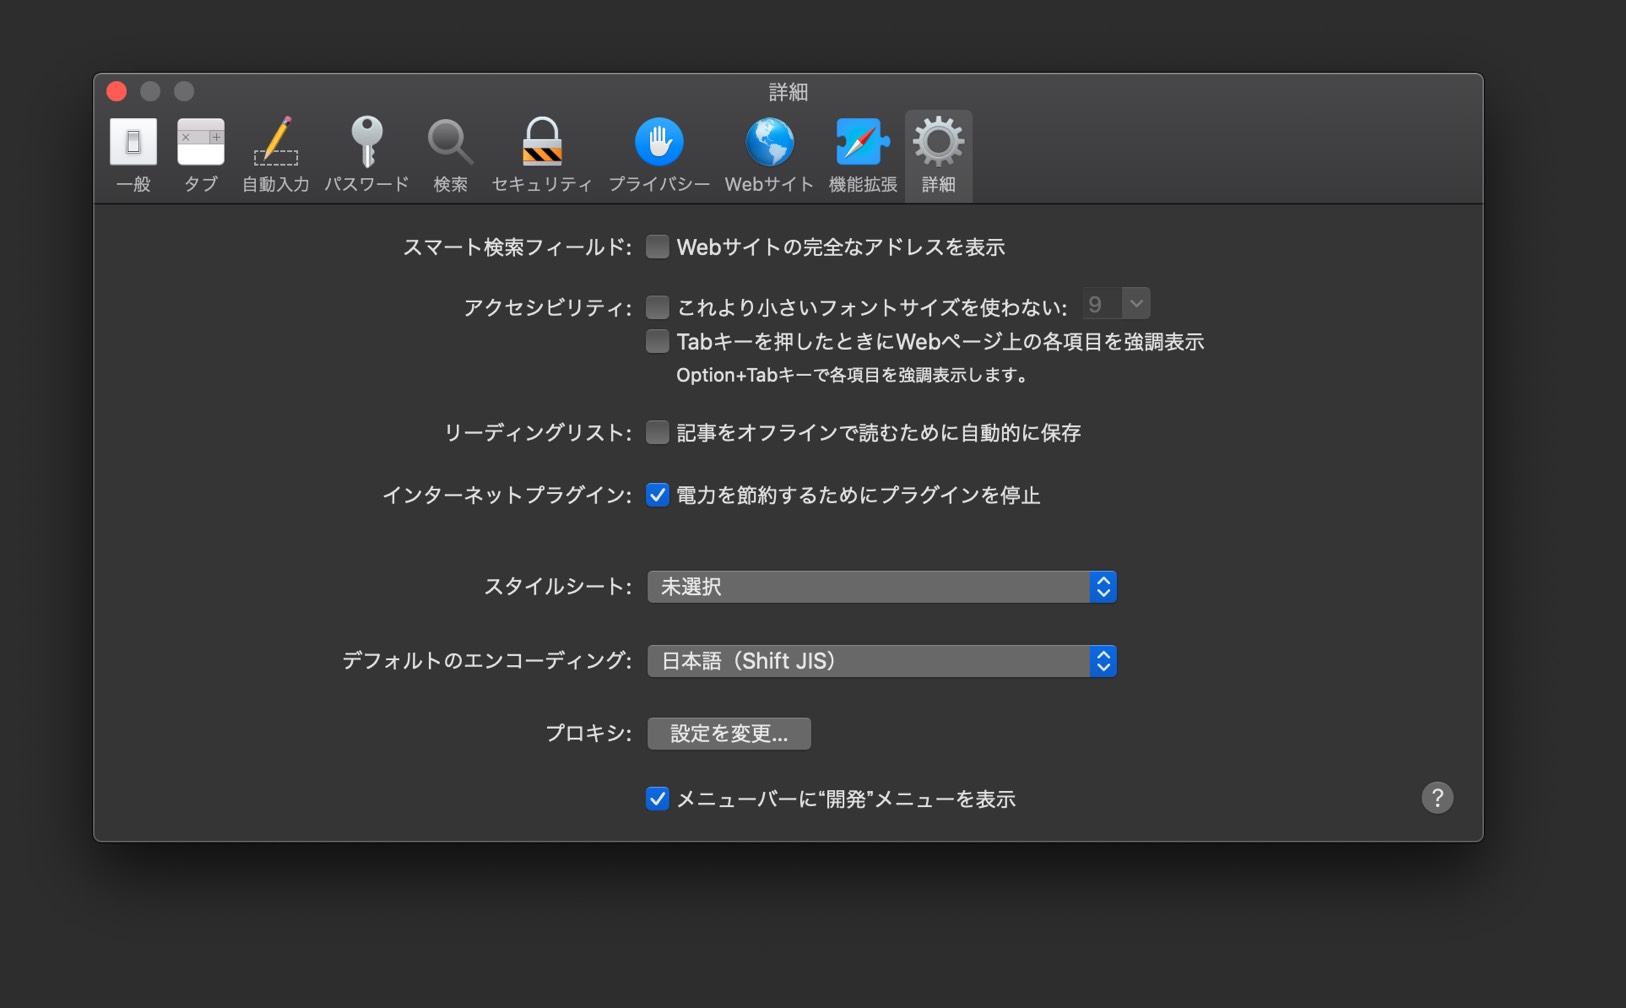 詳細
一般 タブ 自動入力 パスワード 検索 セキュリティ プライバシー Webサイト 機能拡張 詳細
スマート検索フィールド: Webサイトの完全なアドレスを表示
アクセシビリティ: これより小さいフォントサイズを使わない: 9
Tabキーを押したときにWebページ上の各項目を強調表示
Option+Tabキーで各項目を強調表示します。
リーディングリスト: 記事をオフラインで読むために自動的に保存
インターネットプラグイン: 電力を節約するためにプラグインを停止
スタイルシート: 未選択
デフォルトのエンコーディング: 日本語（Shift JIS）
プロキシ: 設定を変更...
メニューバーに“開発”メニューを表示
?